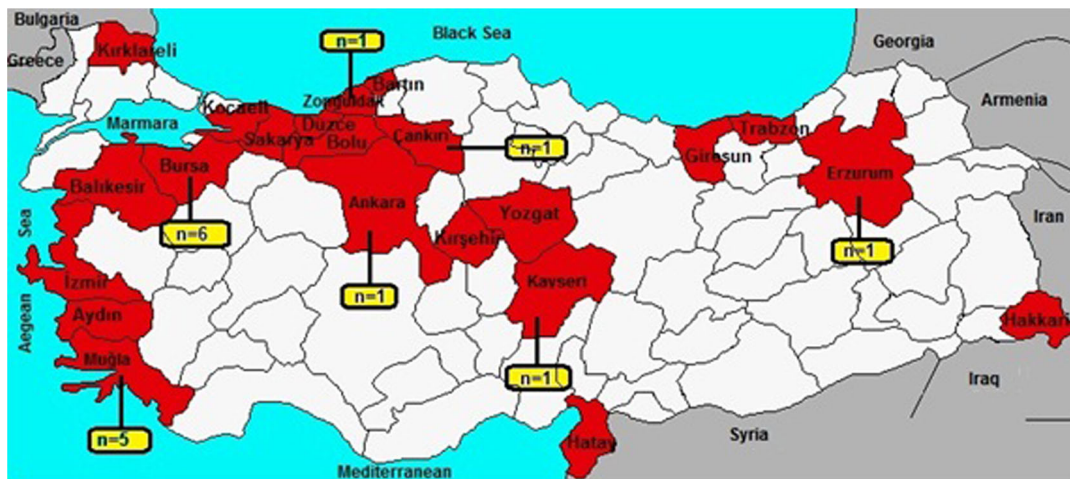 Bulgaria
n=1
Black Sea
Georgia
Kırklareli
Greece
Bartın
Armenia
Zonguldak
Kocaeli
Marmara
Düzce
Trabzon
Sakarya
Bolu
Çankırı
n=1
Giresun
Bursa
Erzurum
Balıkesir
Ankara
Yozgat
Iran
n=6
Kırşehir
n=1
Aegean Sea
İzmir
Kayseri
n=1
Aydın
Hakkari
Muğla
n=1
Iraq
n=5
Hatay
Syria
Mediterranean